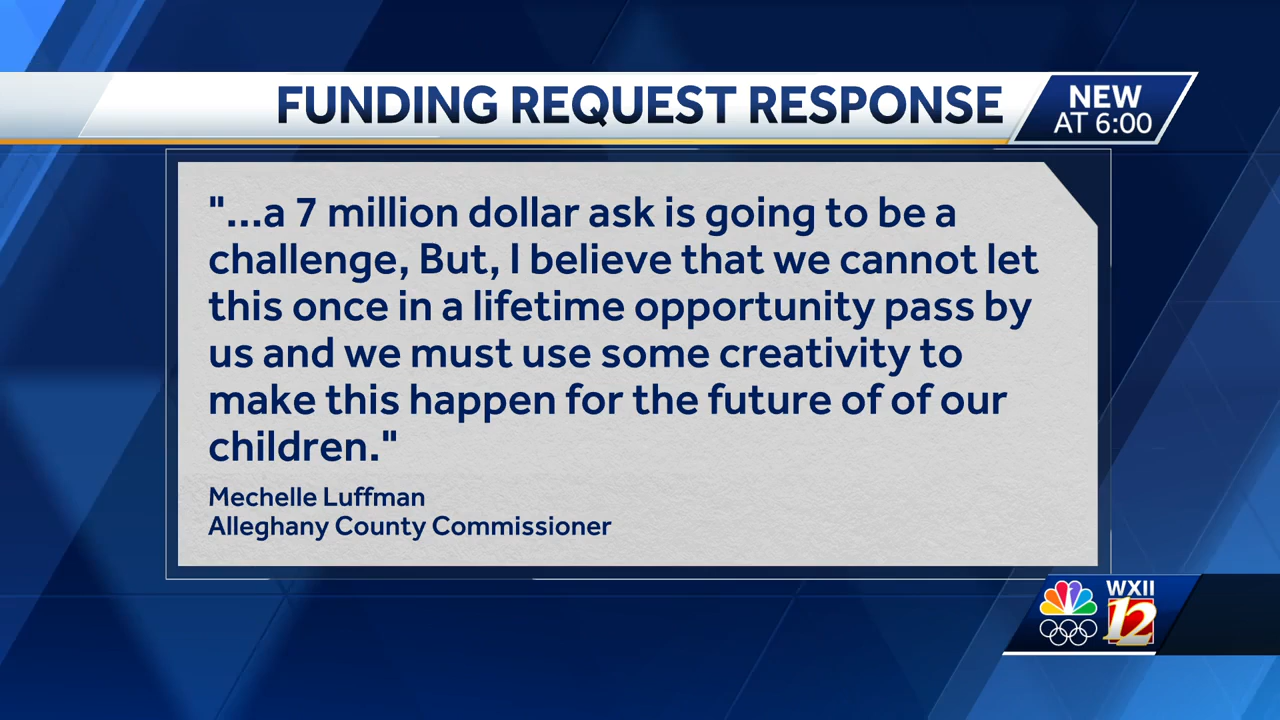 FUNDING REQUEST RESPONSE
NEW
AT 6:00
"...a 7 million dollar ask is going to be a
challenge, But, I believe that we cannot let
this once in a lifetime opportunity pass by
us and we must use some creativity to
make this happen for the future of of our
children."
Mechelle Luffman
Alleghany County Commissioner
WXII
12